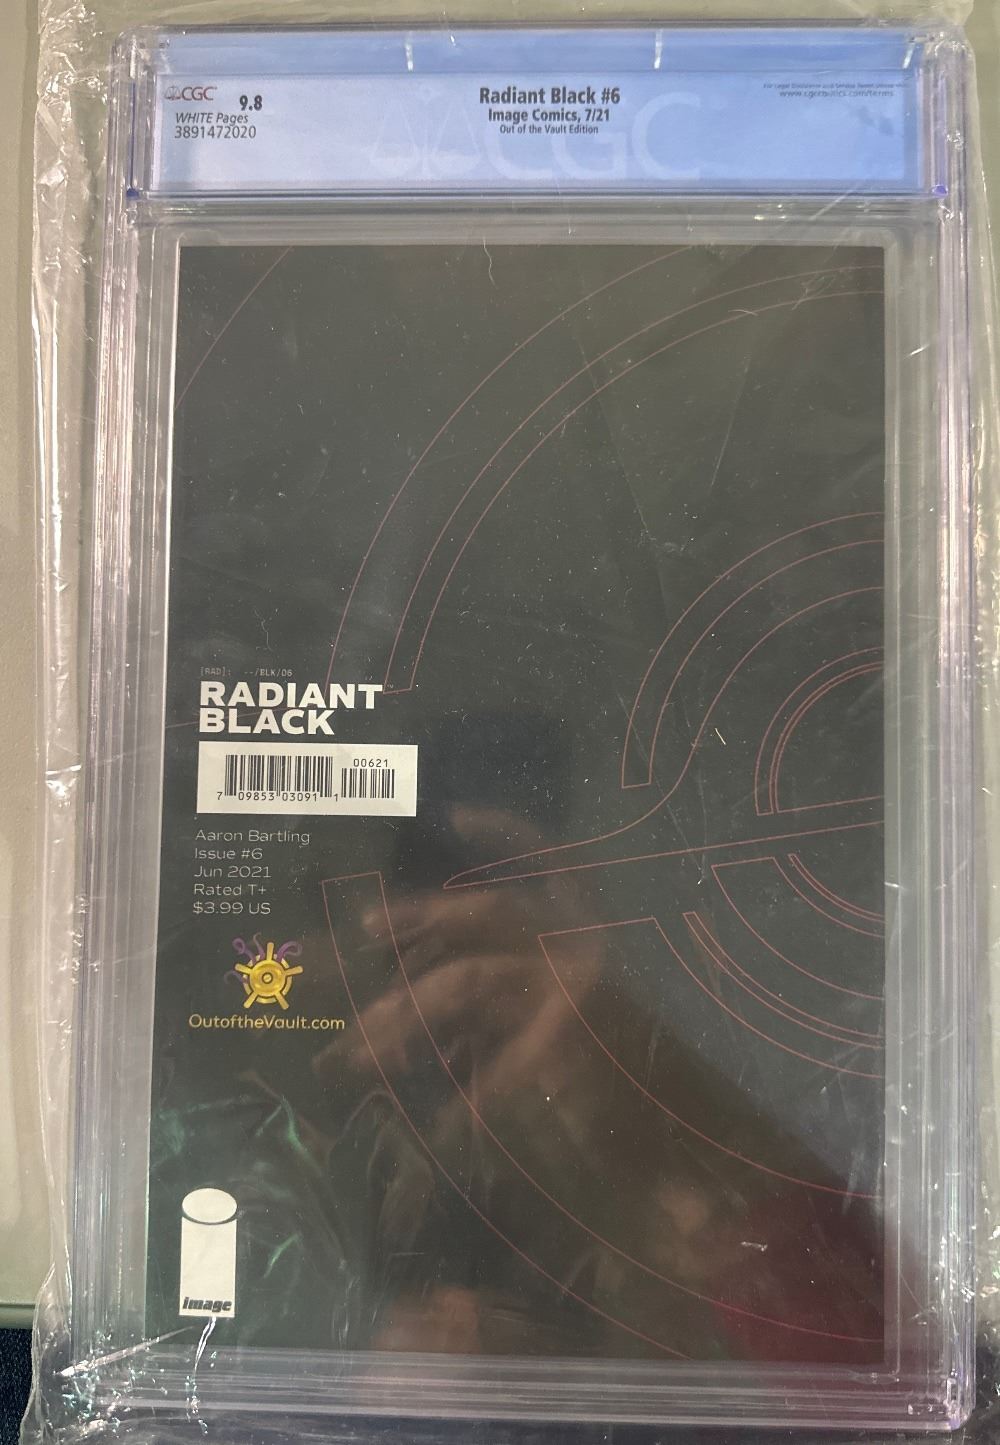 CGC 9.8
WHITE Pages
3891472020
Radiant Black #6
Image Comics, 7/21
Out of the Vault Edition
www.cgccomics.com/terms
CGC
[RAD]: --/BLK/06
RADIANT
BLACK
00621
7 09853 03091 1
Aaron Bartling
Issue #6
Jun 2021
Rated T+
$3.99 US
OutoftheVault.com
image